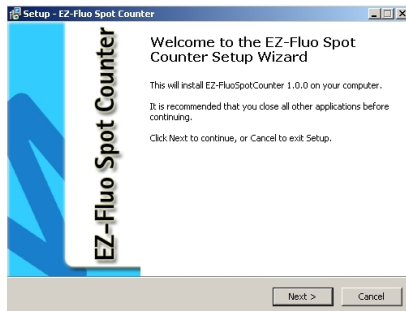 Setup - EZ-Fluo Spot Counter
EZ-Fluo Spot Counter
Welcome to the EZ-Fluo Spot
Counter Setup Wizard
This will install EZ-FluoSpotCounter 1.0.0 on your computer.
It is recommended that you close all other applications before
continuing.
Click Next to continue, or Cancel to exit Setup.
Next >
Cancel